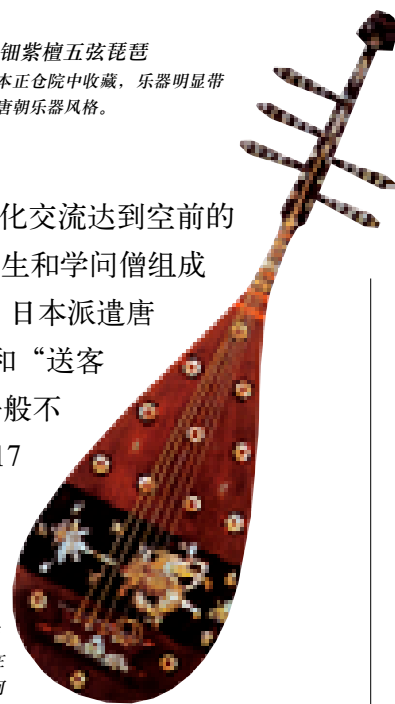 钿紫檀五弦琵琶
本正仓院中收藏，乐器明显带
唐朝乐器风格。
化交流达到空前的
生和学问僧组成
日本派遣唐
和“送客
般不
17